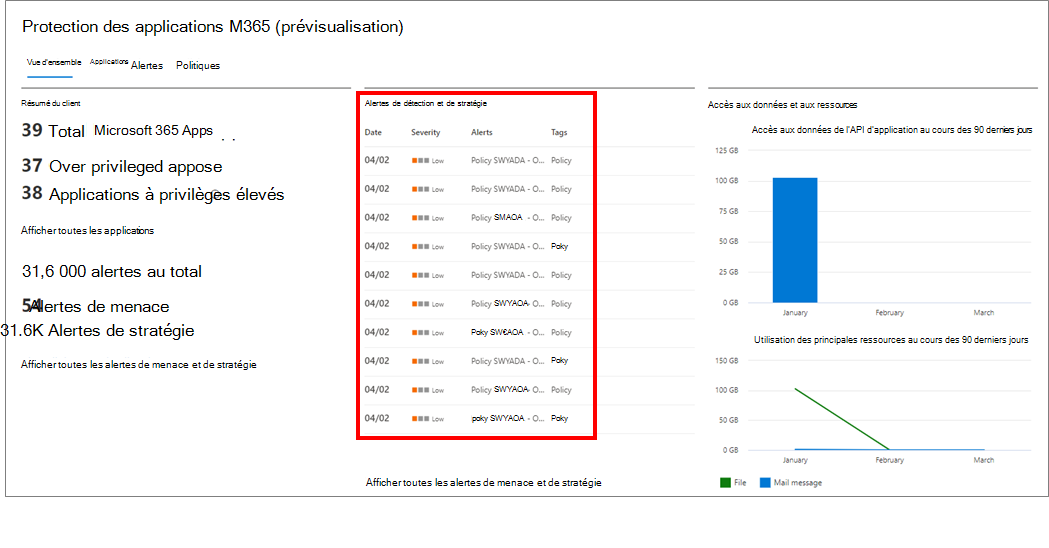 Protection des applications M365 (prévisualisation)
Vue d'ensemble Applications Alertes Politiques
Résumé du client
39 Total Microsoft 365 Apps
37 Over privileged appose
38 Applications à privilèges élevés
Afficher toutes les applications
31,6 000 alertes au total
54 Alertes de menace
31.6K Alertes de stratégie
Afficher toutes les alertes de menace et de stratégie
Alertes de détection et de stratégie
Date Severity Alerts Tags
04/02 Low Policy SWYADA - O... Policy
04/02 Low Policy SWYADA - O... Policy
04/02 Low Policy SMAOA - O... Policy
04/02 Low Policy SWYADA - O... Poky
04/02 Low Policy SWYADA - O... Policy
04/02 Low Policy SWYAOA - O... Policy
04/02 Low Poky SW€AOA - O... Policy
04/02 Low Policy SWYADA - O... Poky
04/02 Low Policy SWYAOA - O... Policy
04/02 Low poky SWYAOA - O... Poky
Afficher toutes les alertes de menace et de stratégie
Accès aux données et aux ressources
Accès aux données de l'API d'application au cours des 90 derniers jours
125 GB
100 GB
75 GB
50 GB
25 GB
0 GB
January February March
Utilisation des principales ressources au cours des 90 derniers jours
150 GB
100 GB
50 GB
0 GB
January February March
File Mail message